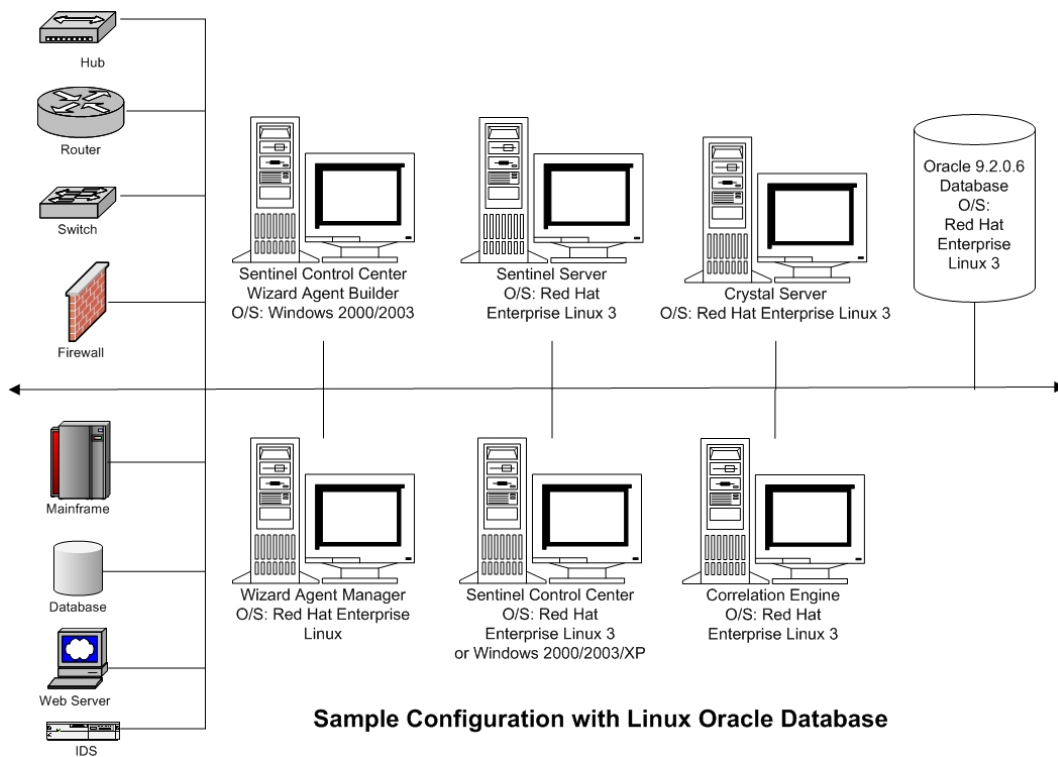 Hub
Router
Switch
Firewall
Sentinel Control Center
Wizard Agent Builder
O/S: Windows 2000/2003
Sentinel Server
O/S: Red Hat
Enterprise Linux 3
Crystal Server
O/S: Red Hat Enterprise Linux 3
Oracle 9.2.0.6
Database
O/S:
Red Hat
Enterprise
Linux 3
Mainframe
Database
Web Server
IDS
Wizard Agent Manager
O/S: Red Hat Enterprise
Linux
Sentinel Control Center
O/S: Red Hat
Enterprise Linux 3
or Windows 2000/2003/XP
Correlation Engine
O/S: Red Hat
Enterprise Linux 3
Sample Configuration with Linux Oracle Database